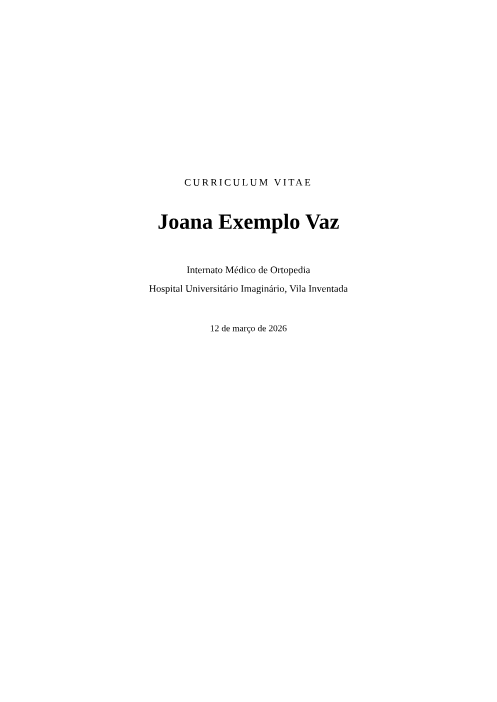 CURRICULUM VITAE
Joana Exemplo Vaz
Internato Médico de Ortopedia
Hospital Universitário Imaginário, Vila Inventada
12 de março de 2026